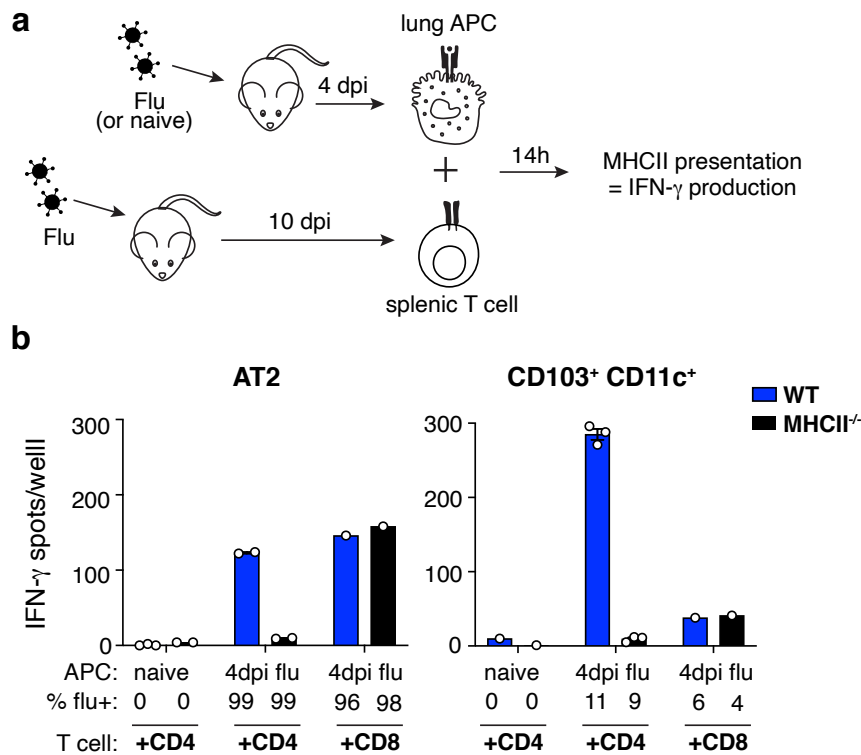 a
lung APC
4 dpi
Flu
(or naive)
+
14h
MHCII presentation
= IFN-γ production
10 dpi
Flu
splenic T cell
b
AT2
CD103⁺ CD11c⁺
WT
MHCII⁻/⁻
IFN-γ spots/wellI
300
200
100
0
300
200
100
0
APC: naive 4dpi flu 4dpi flu naive 4dpi flu 4dpi flu
% flu+: 0 0 99 99 96 98 0 0 11 9 6 4
T cell: +CD4 +CD4 +CD8 +CD4 +CD4 +CD8